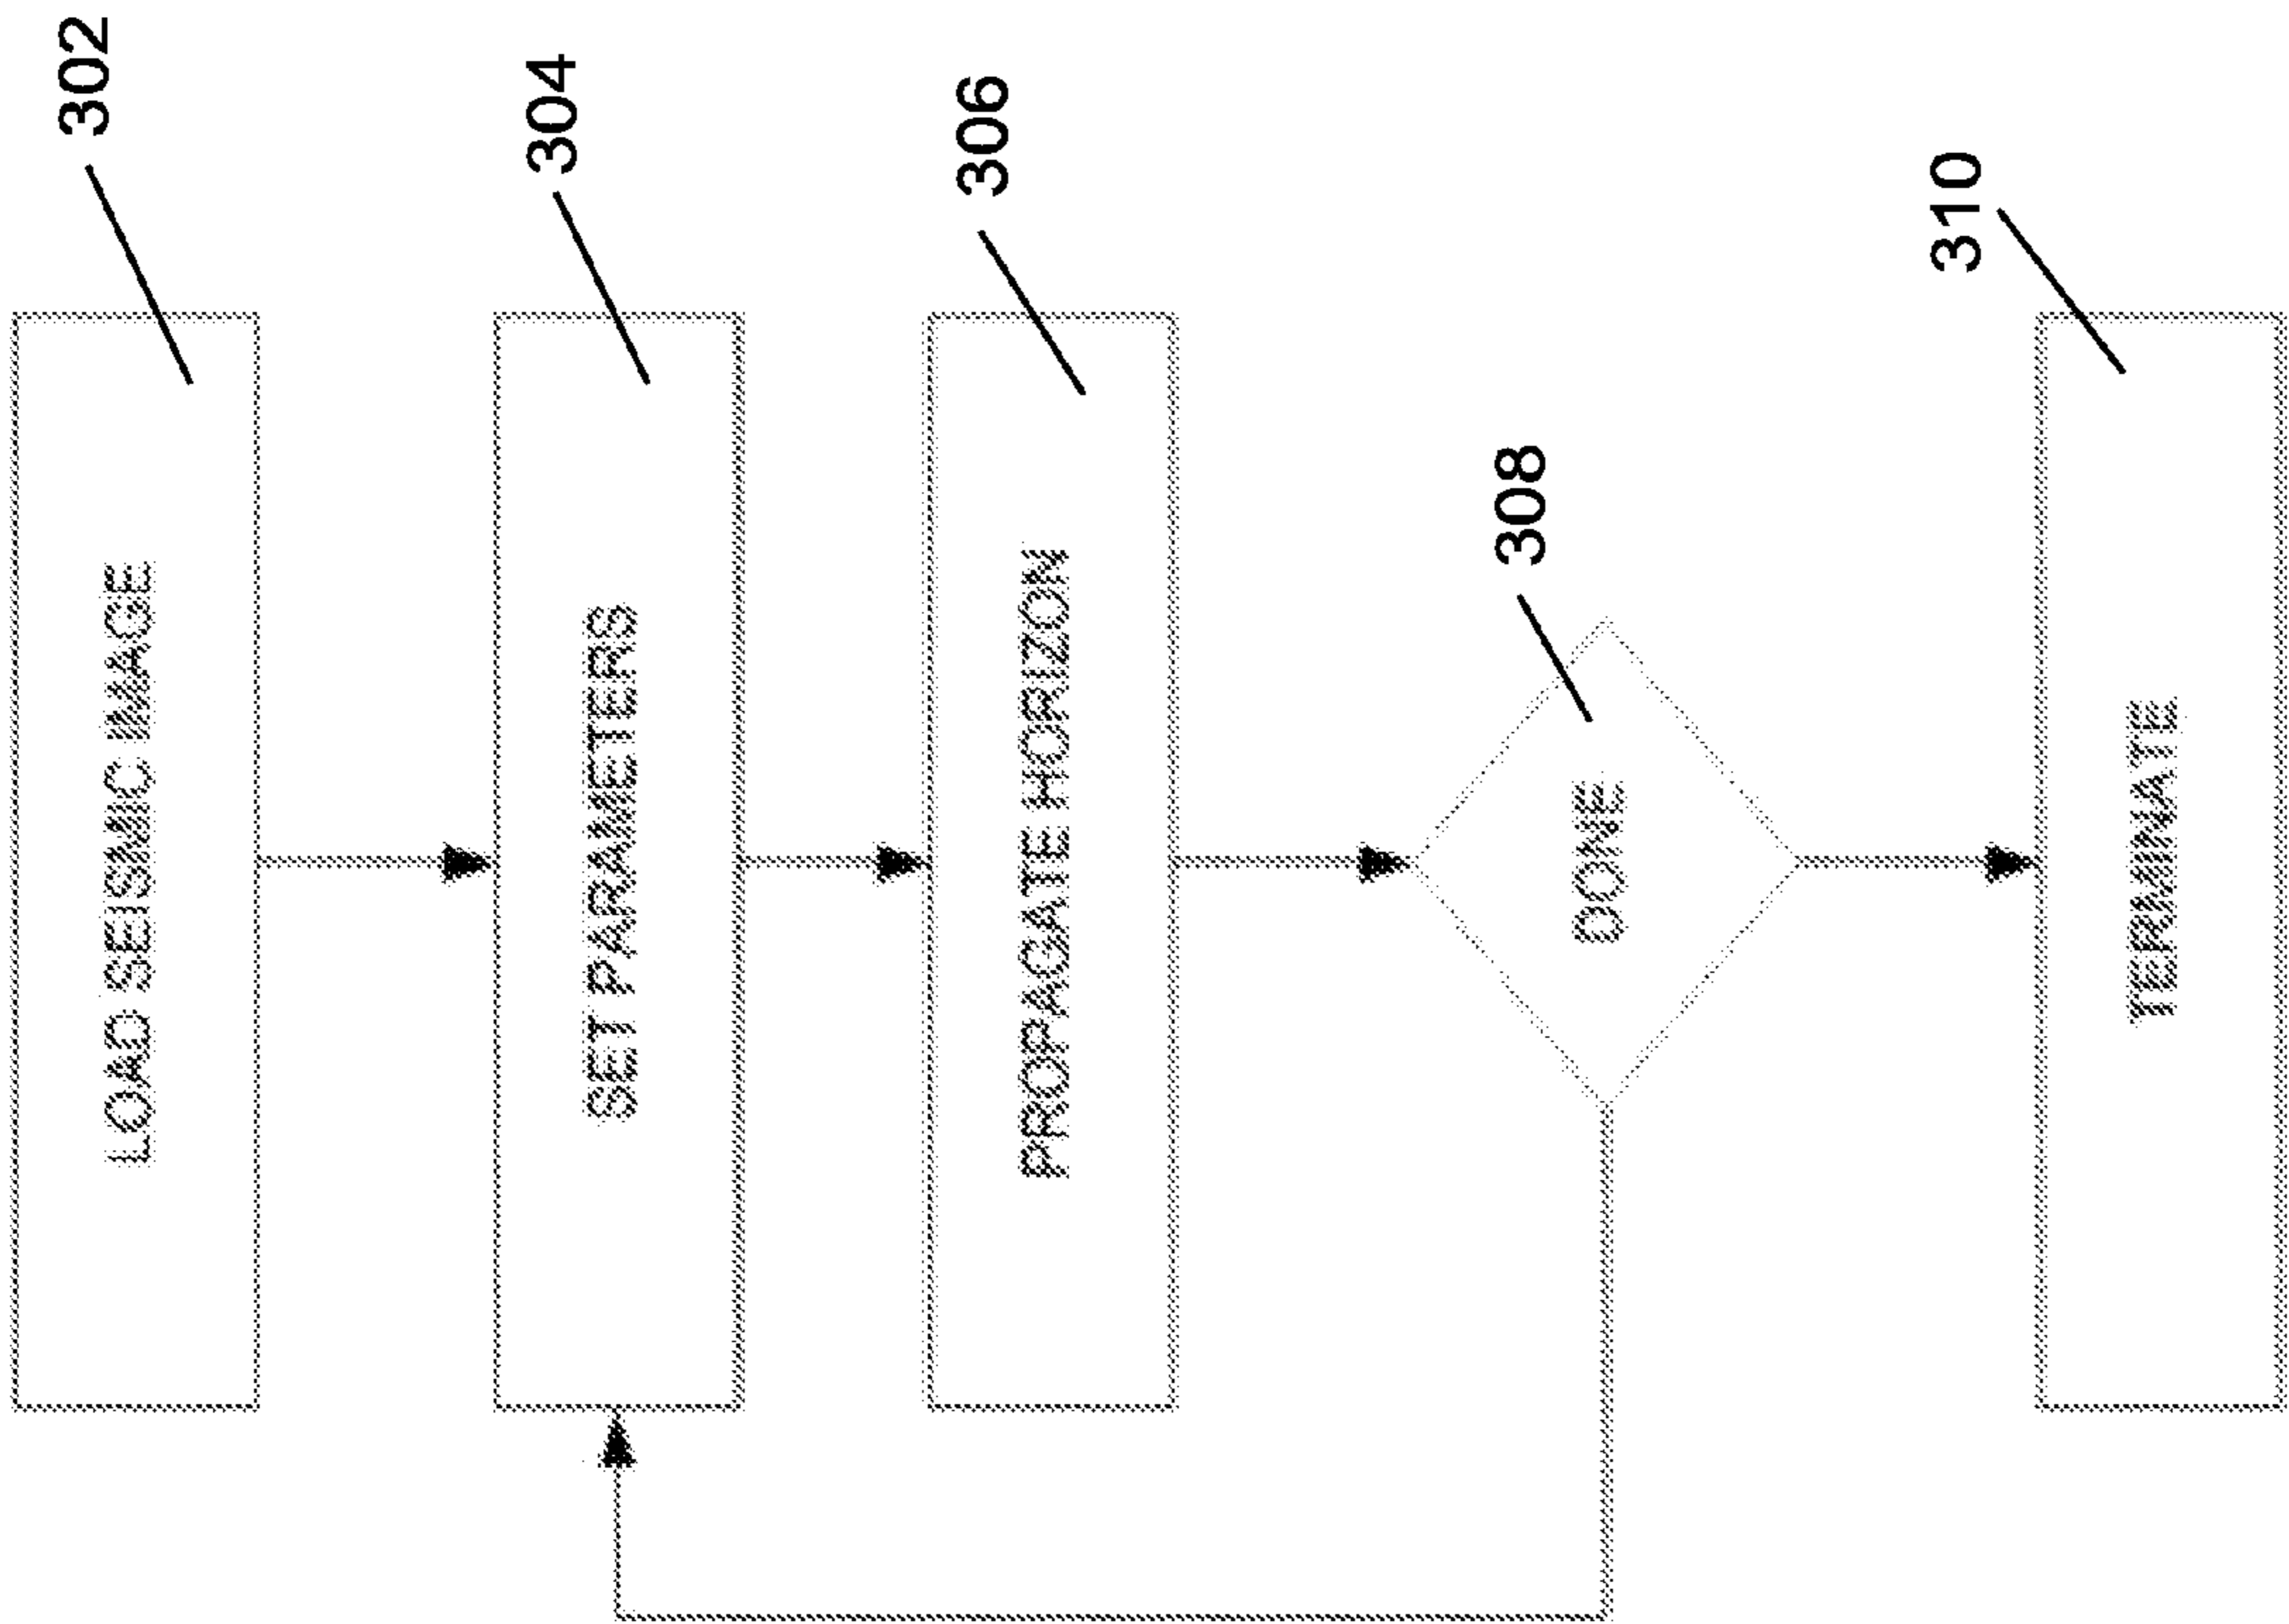 LOAD SEISMIC IMAGE
302
SET PARAMETERS
304
PROPAGATE HORIZON
306
DONE
308
TERMINATE
310